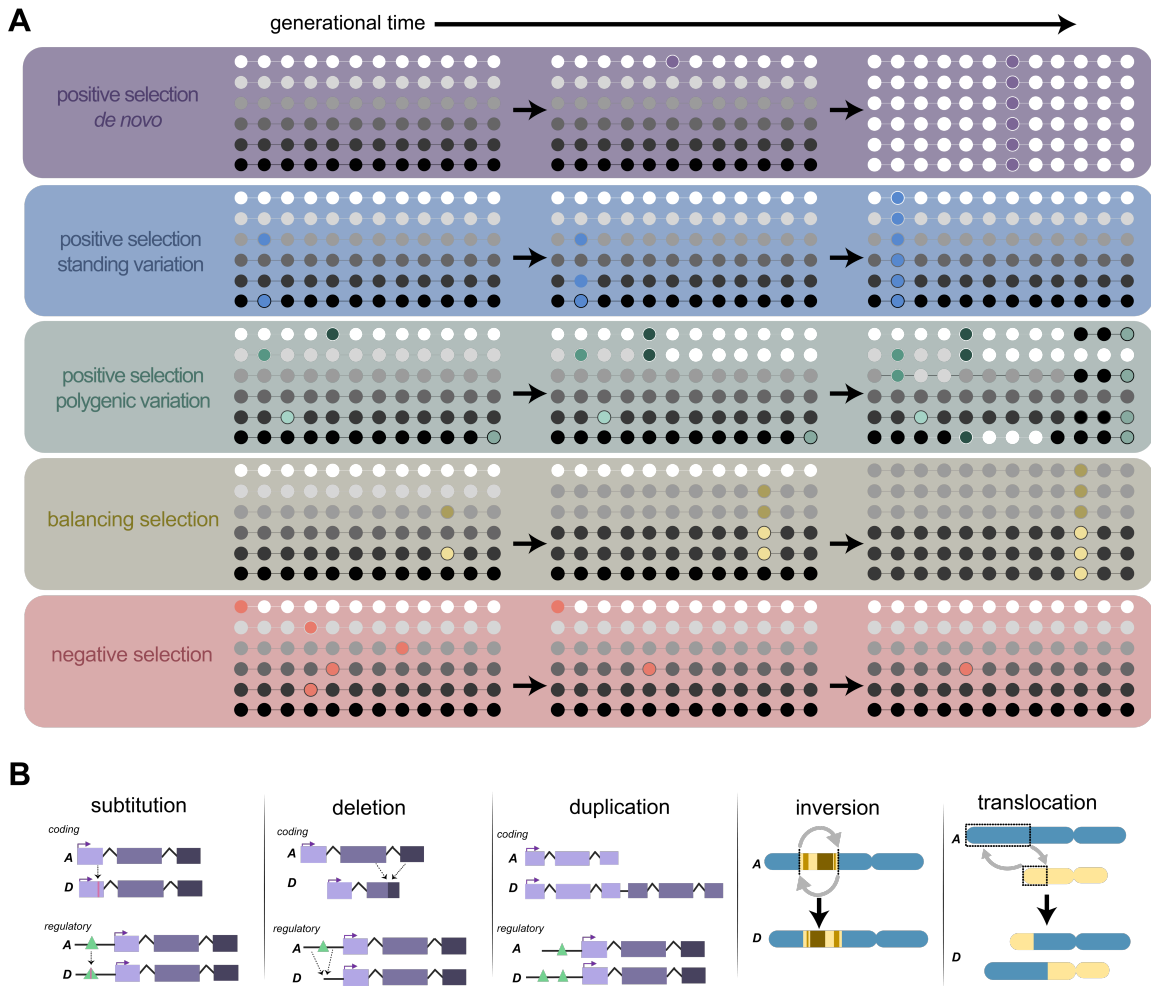 A
generational time
positive selection
de novo
positive selection
standing variation
positive selection
polygenic variation
balancing selection
negative selection
B
subtitution
coding
A
D
regulatory
A
D
deletion
coding
A
D
regulatory
A
D
duplication
coding
A
D
regulatory
A
D
inversion
A
D
translocation
A
D